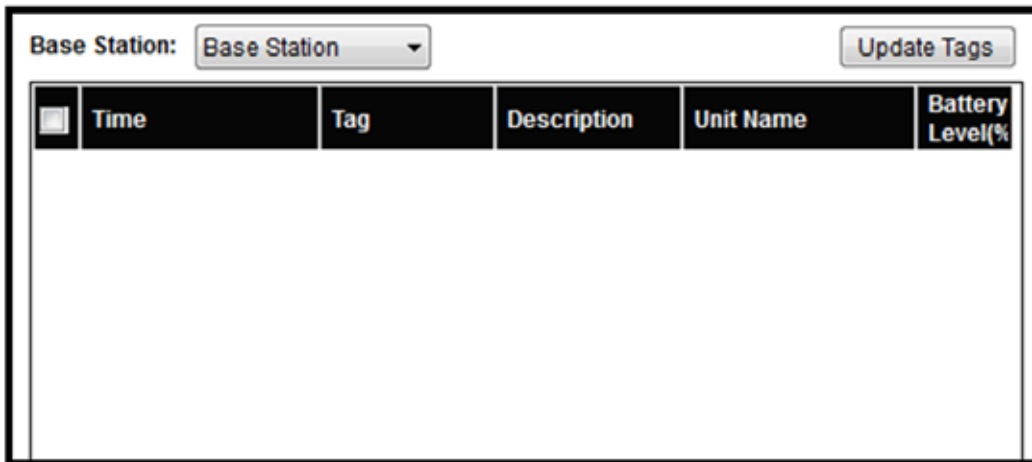 Base Station: Base Station Update Tags
Time Tag Description Unit Name Battery
Level(%